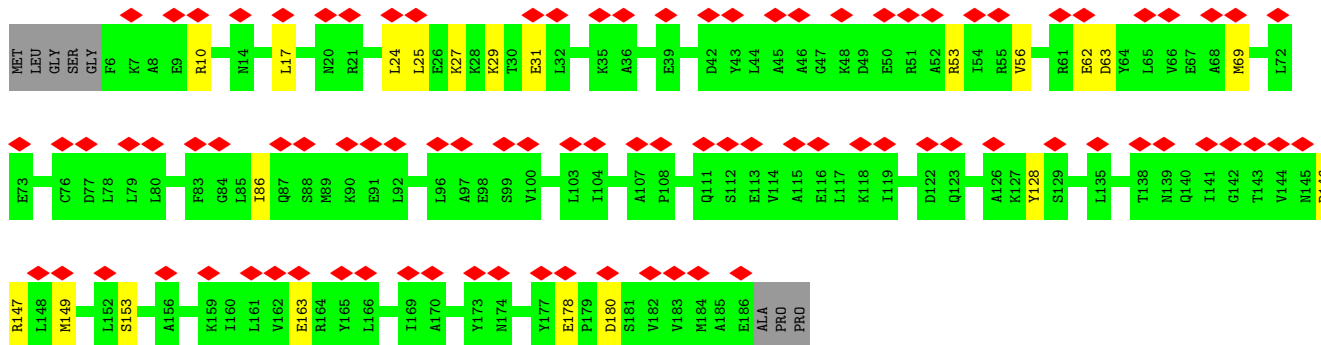 MET LEU GLY SER GLY F6 K7 A8 E9 R10 N14 L17 N20 R21 L24 L25 E26 K27 K28 K29 T30 E31 L32 K35 A36 E39 D42 Y43 L44 A45 A46 G47 K48 D49 E50 R51 A52 R53 I54 R55 V56 R61 E62 D63 Y64 L65 V66 E67 A68 M69 L72
E73 C76 D77 L78 L79 L80 F83 G84 L85 I86 Q87 S88 M89 K90 E91 L92 L96 A97 E98 S99 V100 L103 I104 A107 P108 Q111 S112 E113 V114 A115 E116 L117 K118 I119 D122 Q123 A126 K127 Y128 S129 L135 T138 N139 Q140 I141 G142 T143 V144 N145
R147 L148 M149 L152 S153 A156 K159 I160 L161 V162 E163 R164 Y165 L166 I169 A170 Y173 N174 Y177 E178 P179 D180 S181 V182 V183 M184 A185 E186 ALA PRO PRO